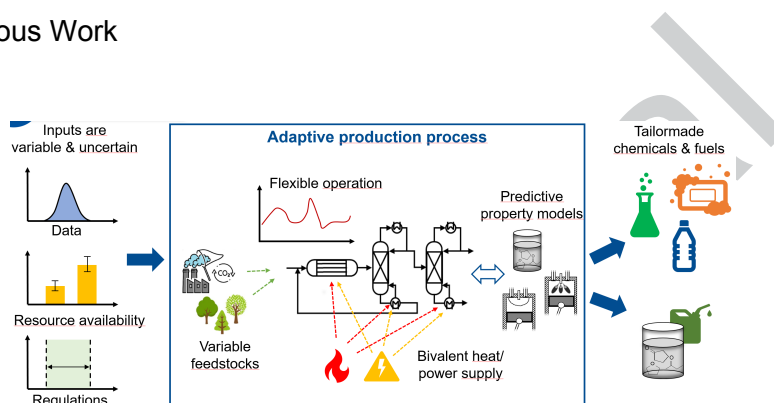 ous Work
Inputs are
variable & uncertain
Data
Resource availability
Regulations
Adaptive production process
Flexible operation
CO₂
Variable
feedstocks
Predictive
property models
Bivalent heat/
power supply
Tailormade
chemicals & fuels